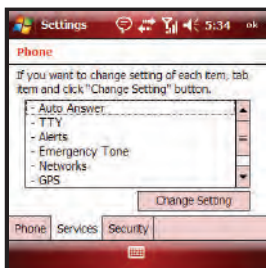 Settings 5:34 ok
Phone
If you want to change setting of each item, tab
item and click "Change Setting" button.
- Auto Answer
- TTY
- Alerts
- Emergency Tone
- Networks
- GPS
Change Setting
Phone Services Security